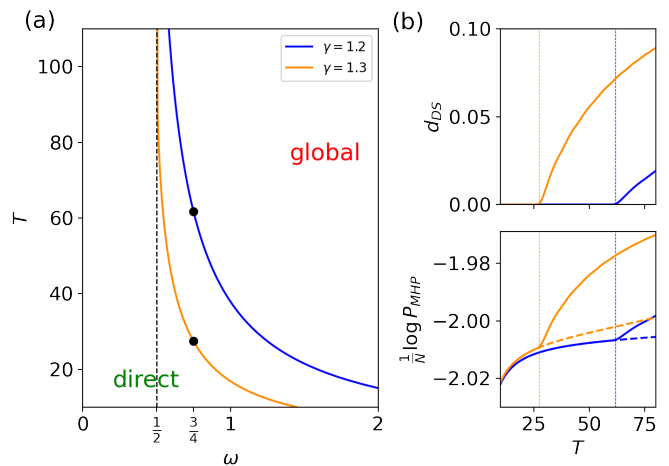 (a)
T
100
80
60
40
20
γ = 1.2
γ = 1.3
global
direct
0
1/2
3/4
1
2
ω
(b)
d_DS
0.10
0.05
0.00
1/N log P_MHP
−1.98
−2.00
−2.02
25
50
75
T